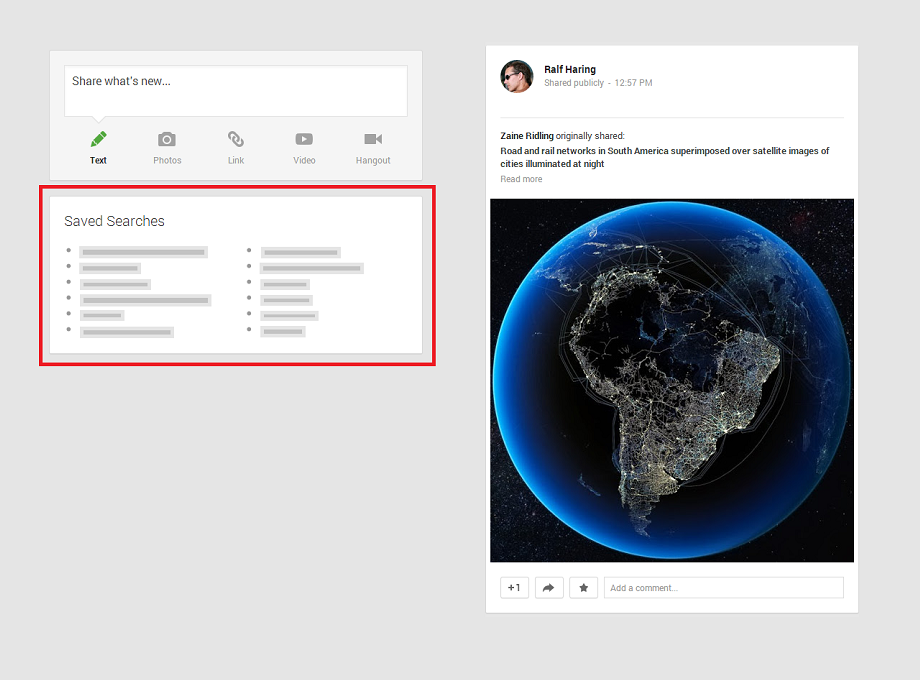 Share what's new...
Text
Photos
Link
Video
Hangout
Saved Searches
Ralf Haring
Shared publicly - 12:57 PM
Zaine Ridling originally shared:
Road and rail networks in South America superimposed over satellite images of
cities illuminated at night
Read more
+1
Add a comment...